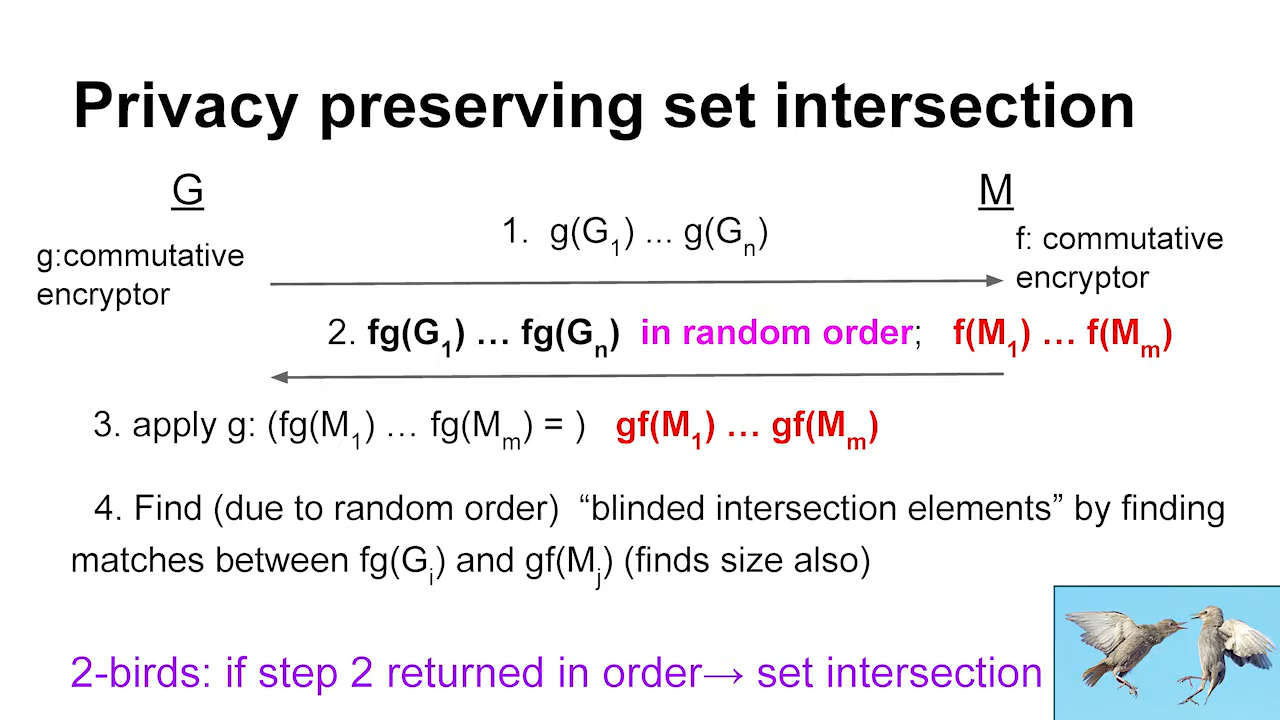 Privacy preserving set intersection
G
M
g:commutative
encryptor
1. g(G₁) ... g(Gₙ)
f: commutative
encryptor
2. fg(G₁) … fg(Gₙ) in random order; f(M₁) … f(Mₘ)
3. apply g: (fg(M₁) … fg(Mₘ) = ) gf(M₁) … gf(Mₘ)
4. Find (due to random order) “blinded intersection elements” by finding
matches between fg(Gᵢ) and gf(Mⱼ) (finds size also)
2-birds: if step 2 returned in order→ set intersection